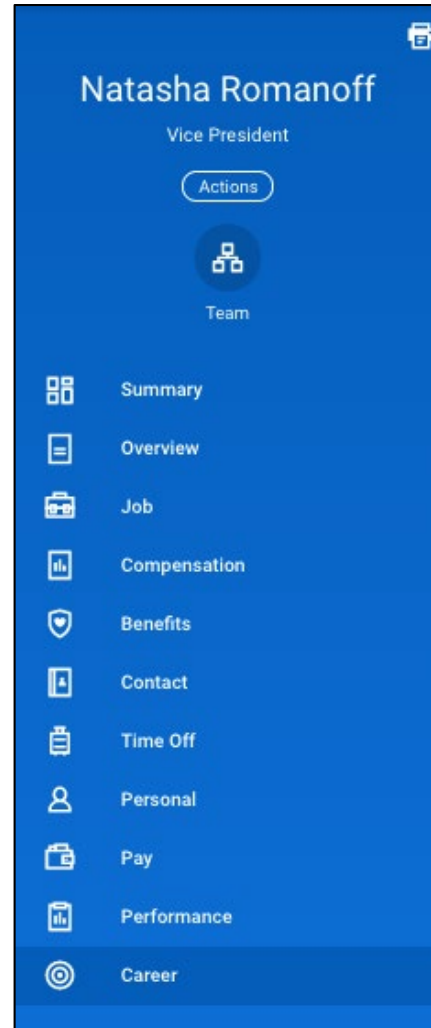 Natasha Romanoff
Vice President
Actions
Team
Summary
Overview
Job
Compensation
Benefits
Contact
Time Off
Personal
Pay
Performance
Career